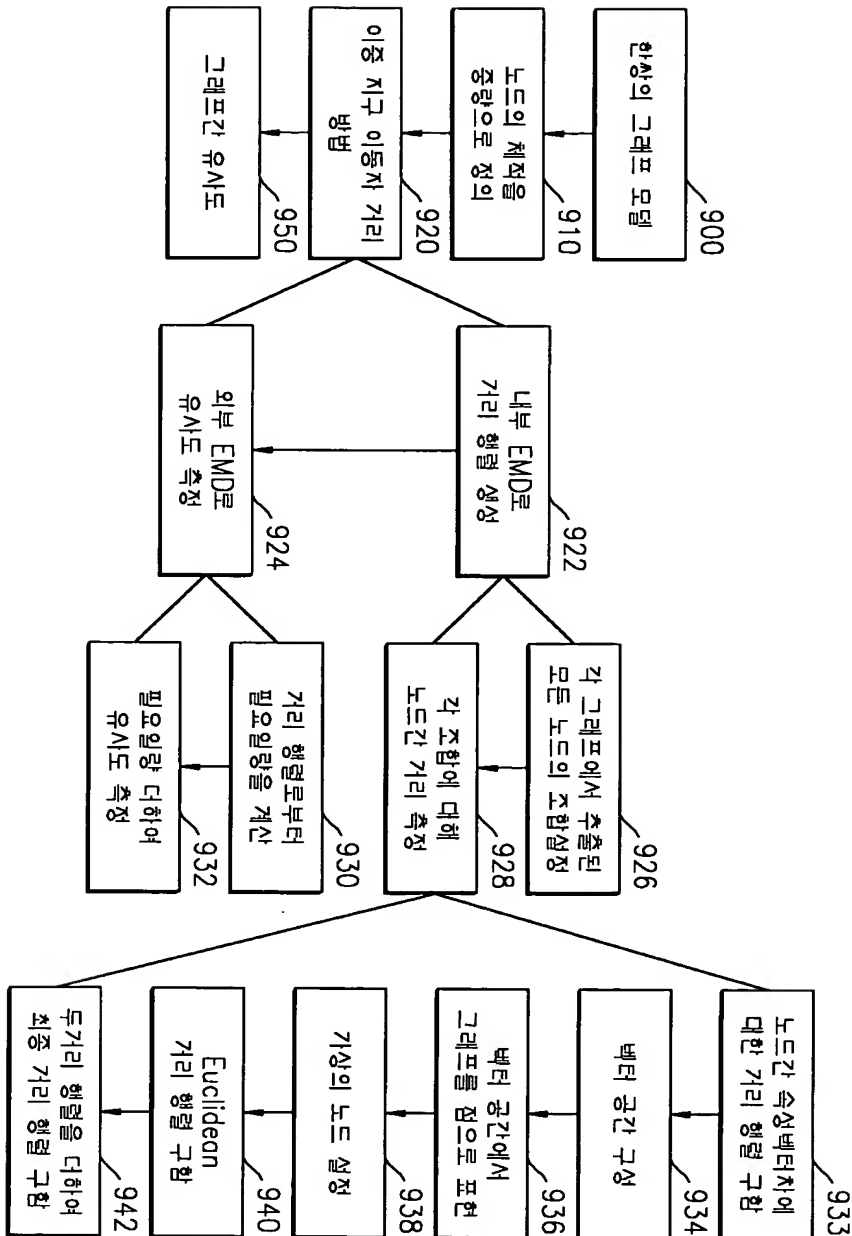 한쌍의 그래프 모델
900
노드의 체적을
중량으로 정의
910
이중 지구 이동자 거리
방법
920
그래프간 유사도
950
내부 EMD로
거리 행렬 생성
922
외부 EMD로
유사도 측정
924
각 그래프에서 추출된
모든 노드의 조합설정
926
각 조합에 대해
노드간 거리 측정
928
거리 행렬로부터
필요일량을 계산
930
필요일량 더하여
유사도 측정
932
노드간 속성벡터차에
대한 거리 행렬 구함
933
벡터 공간 구성
934
벡터 공간에서
그래프를 점으로 표현
936
가상의 노드 설정
938
Euclidean
거리 행렬 구함
940
두거리 행렬을 더하여
최종 거리 행렬 구함
942